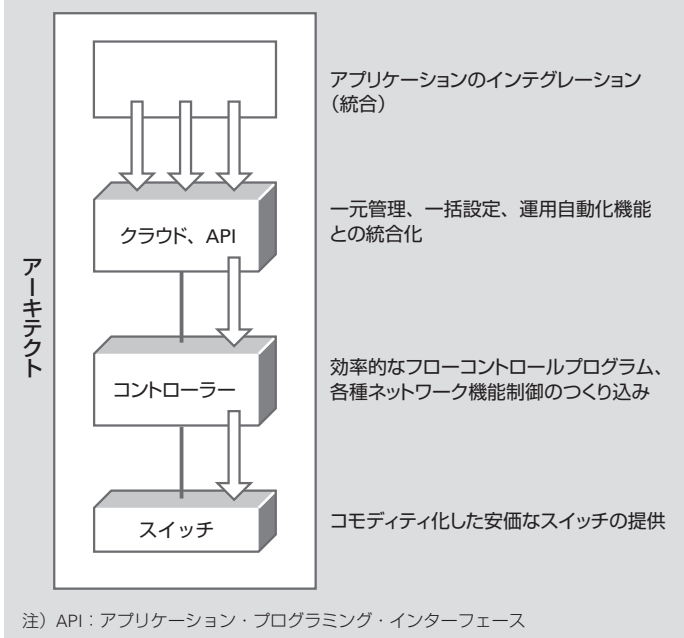 アプリケーションのインテグレーション
（統合）
クラウド、API
一元管理、一括設定、運用自動化機能
との統合化
アーキテクト
コントローラー
効率的なフローコントロールプログラム、
各種ネットワーク機能制御のつくり込み
スイッチ
コモディティ化した安価なスイッチの提供
注）API：アプリケーション・プログラミング・インターフェース